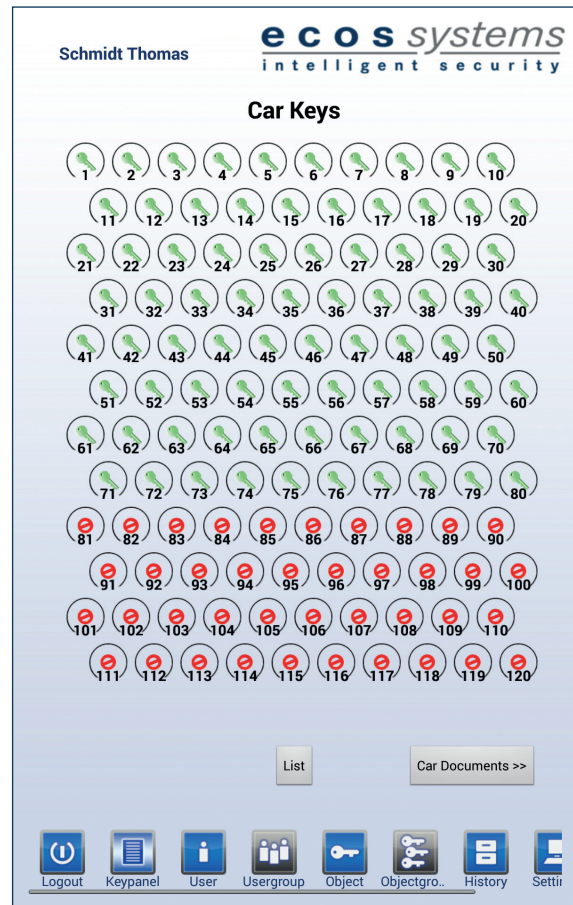 Schmidt Thomas
ecos systems
intelligent security
Car Keys
1 2 3 4 5 6 7 8 9 10
11 12 13 14 15 16 17 18 19 20
21 22 23 24 25 26 27 28 29 30
31 32 33 34 35 36 37 38 39 40
41 42 43 44 45 46 47 48 49 50
51 52 53 54 55 56 57 58 59 60
61 62 63 64 65 66 67 68 69 70
71 72 73 74 75 76 77 78 79 80
81 82 83 84 85 86 87 88 89 90
91 92 93 94 95 96 97 98 99 100
101 102 103 104 105 106 107 108 109 110
111 112 113 114 115 116 117 118 119 120
List Car Documents >>
Logout Keypanel User Usergroup Object Objectgro.. History Settin